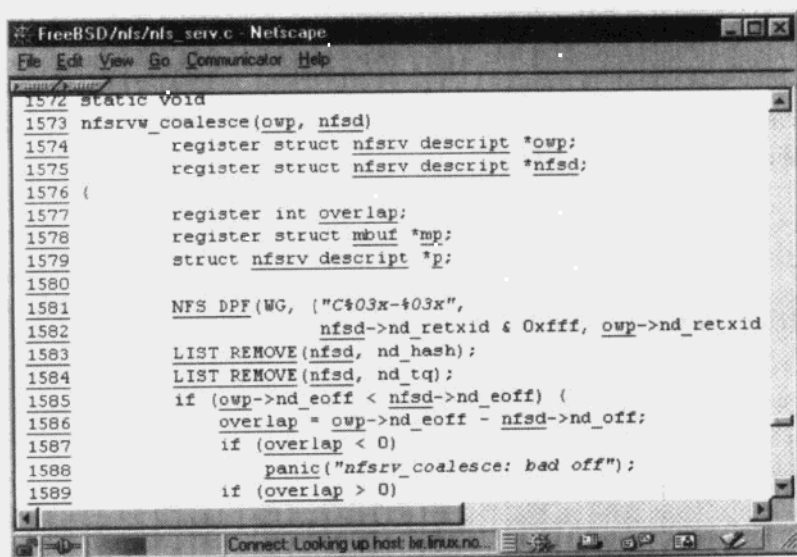 FreeBSD/nfs/nfs_serv.c - Netscape
File Edit View Go Communicator Help
1572 static void
1573 nfsrvw_coalesce(owp, nfsd)
1574 register struct nfsrv_descript *owp;
1575 register struct nfsrv_descript *nfsd;
1576 {
1577 register int overlap;
1578 register struct mbuf *mp;
1579 struct nfsrv_descript *p;
1580
1581 NFS_DPF(WG, ("C%03x-%03x",
1582 nfsd->nd_retxid & 0xfff, owp->nd_retxid
1583 LIST_REMOVE(nfsd, nd_hash);
1584 LIST_REMOVE(nfsd, nd_tq);
1585 if (owp->nd_eoff < nfsd->nd_eoff) {
1586 overlap = owp->nd_eoff - nfsd->nd_off;
1587 if (overlap < 0)
1588 panic("nfsrv_coalesce: bad off");
1589 if (overlap > 0)
Connect: Looking up host: lxr.linux.no...